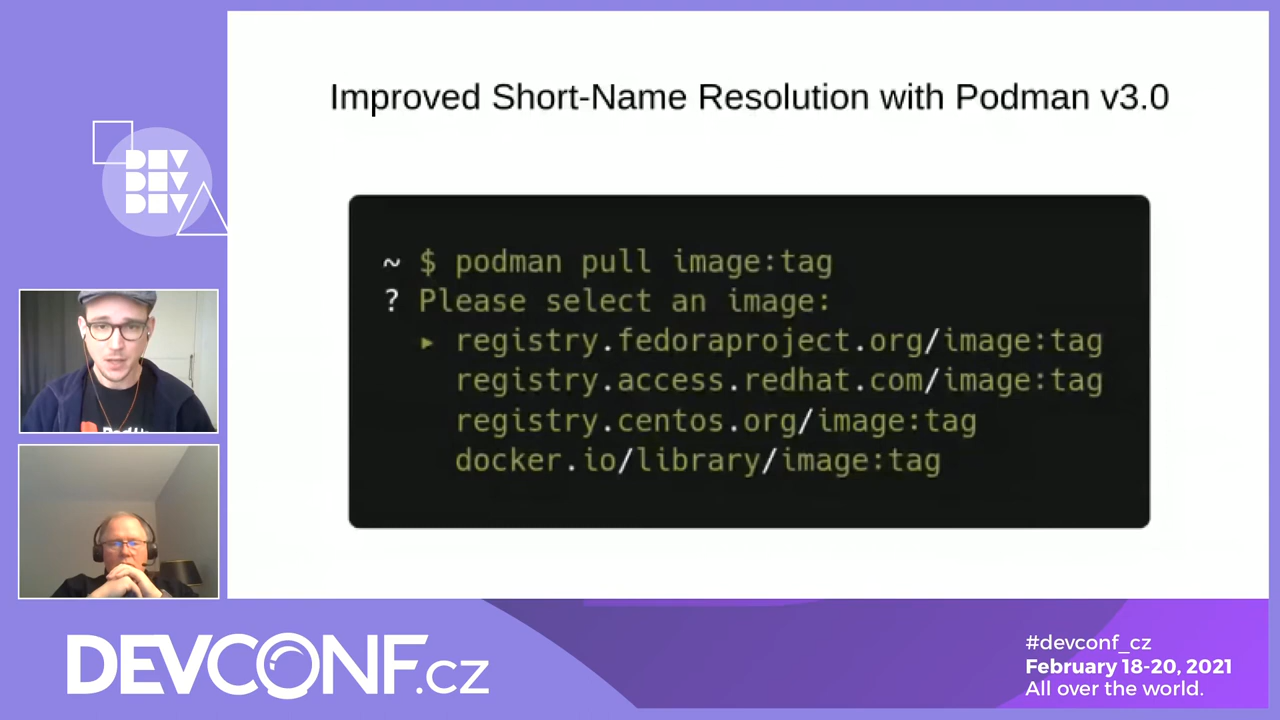 Improved Short-Name Resolution with Podman v3.0
DEV
DEV
DEV
~ $ podman pull image:tag
? Please select an image:
▸ registry.fedoraproject.org/image:tag
registry.access.redhat.com/image:tag
registry.centos.org/image:tag
docker.io/library/image:tag
DEVCONF.cz
#devconf_cz
February 18-20, 2021
All over the world.